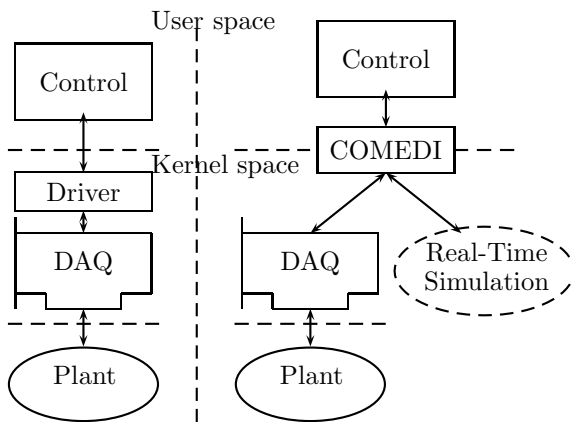 User space
Control
Control
COMEDI
Kernel space
Driver
DAQ
DAQ
Real-Time
Simulation
Plant
Plant